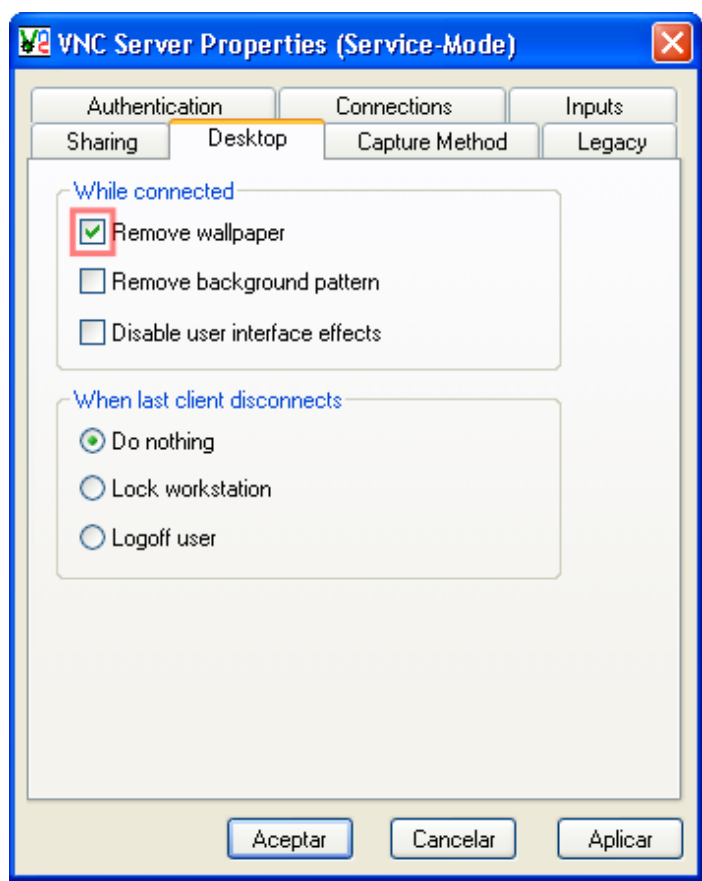 VNC Server Properties (Service-Mode)
Authentication Connections Inputs
Sharing Desktop Capture Method Legacy
While connected
Remove wallpaper
Remove background pattern
Disable user interface effects
When last client disconnects
Do nothing
Lock workstation
Logoff user
Aceptar Cancelar Aplicar